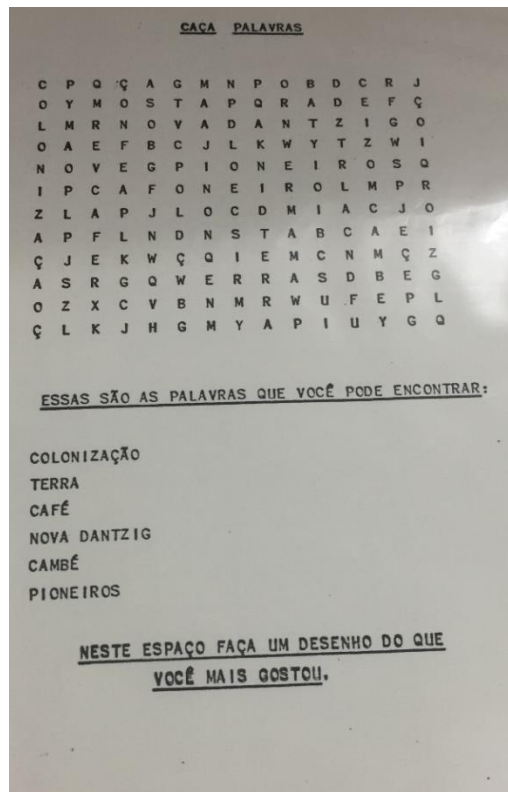 CAÇA PALAVRAS
C P Q Ç A G M N P O B D C R J
O Y M O S T A P Q R A D E F Ç
L M R N O V A D A N T Z I G O
O A E F B C J L K W Y T Z W I
N O V E G P I O N E I R O S Q
I P C A F O N E I R O L M P R
Z L A P J L O C D M I A C J O
A P F L N D N S T A B C A E I
Ç J E K W Ç Q I E M C N M Ç Z
A S R G Q W E R R A S D B E G
O Z X C V B N M R W U F E P L
Ç L K J H G M Y A P I U Y G Q
ESSAS SÃO AS PALAVRAS QUE VOCÊ PODE ENCONTRAR:
COLONIZAÇÃO
TERRA
CAFÉ
NOVA DANTZIG
CAMBÉ
PIONEIROS
NESTE ESPAÇO FAÇA UM DESENHO DO QUE
VOCÊ MAIS GOSTOU.